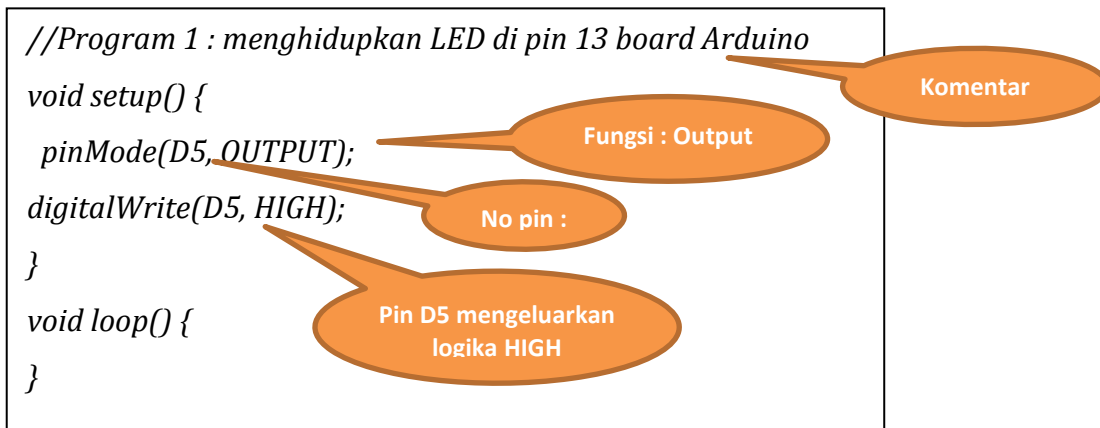 //Program 1 : menghidupkan LED di pin 13 board Arduino
Komentar
void setup() {
pinMode(D5, OUTPUT);
Fungsi : Output
digitalWrite(D5, HIGH);
No pin :
}
Pin D5 mengeluarkan
logika HIGH
void loop() {
}